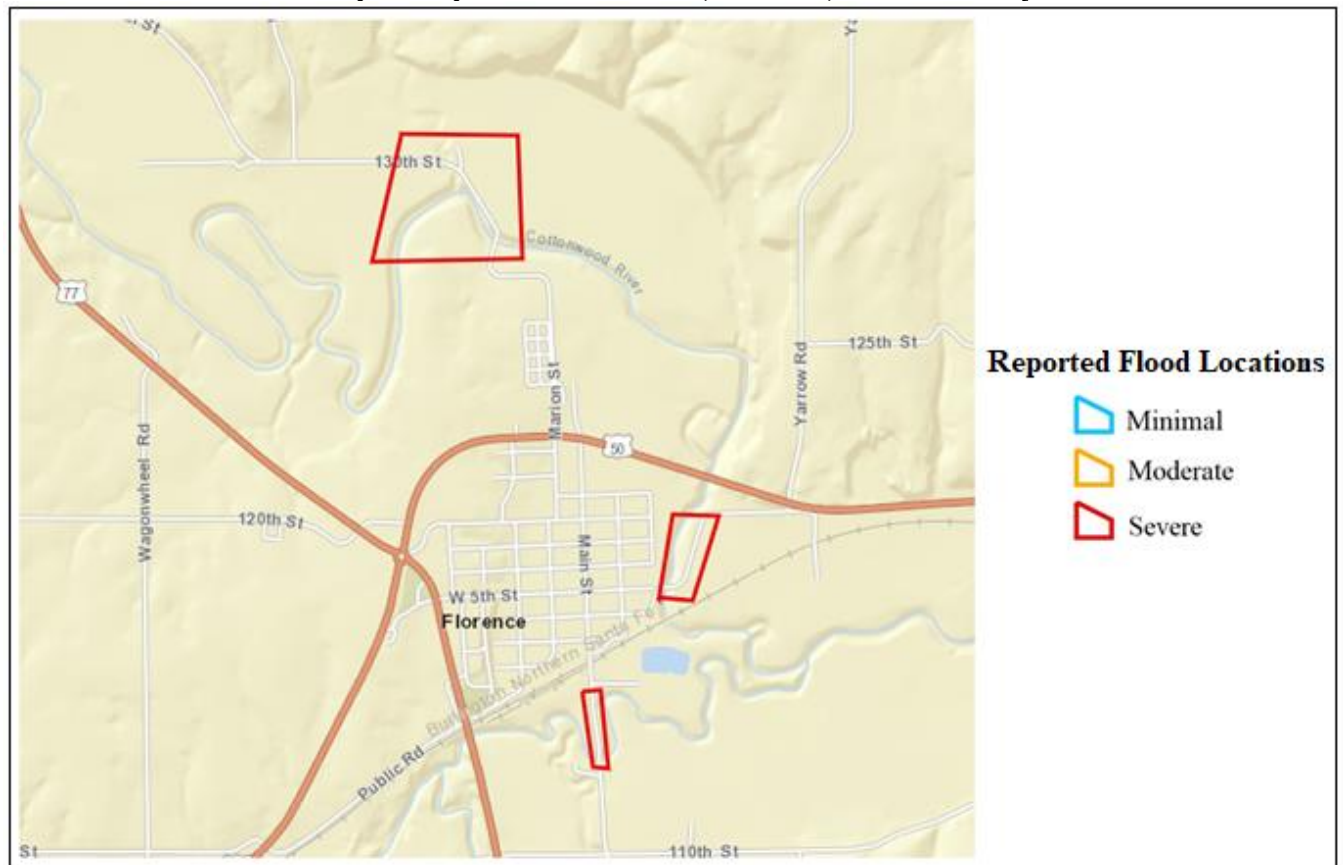 130th St
Cottonwood River
77
125th St
Yarrow Rd
Marion St
50
Wagonwheel Rd
120th St
Main St
W 5th St
Florence
Burlington Northern Santa Fe
Public Rd
St
110th St
Reported Flood Locations
Minimal
Moderate
Severe